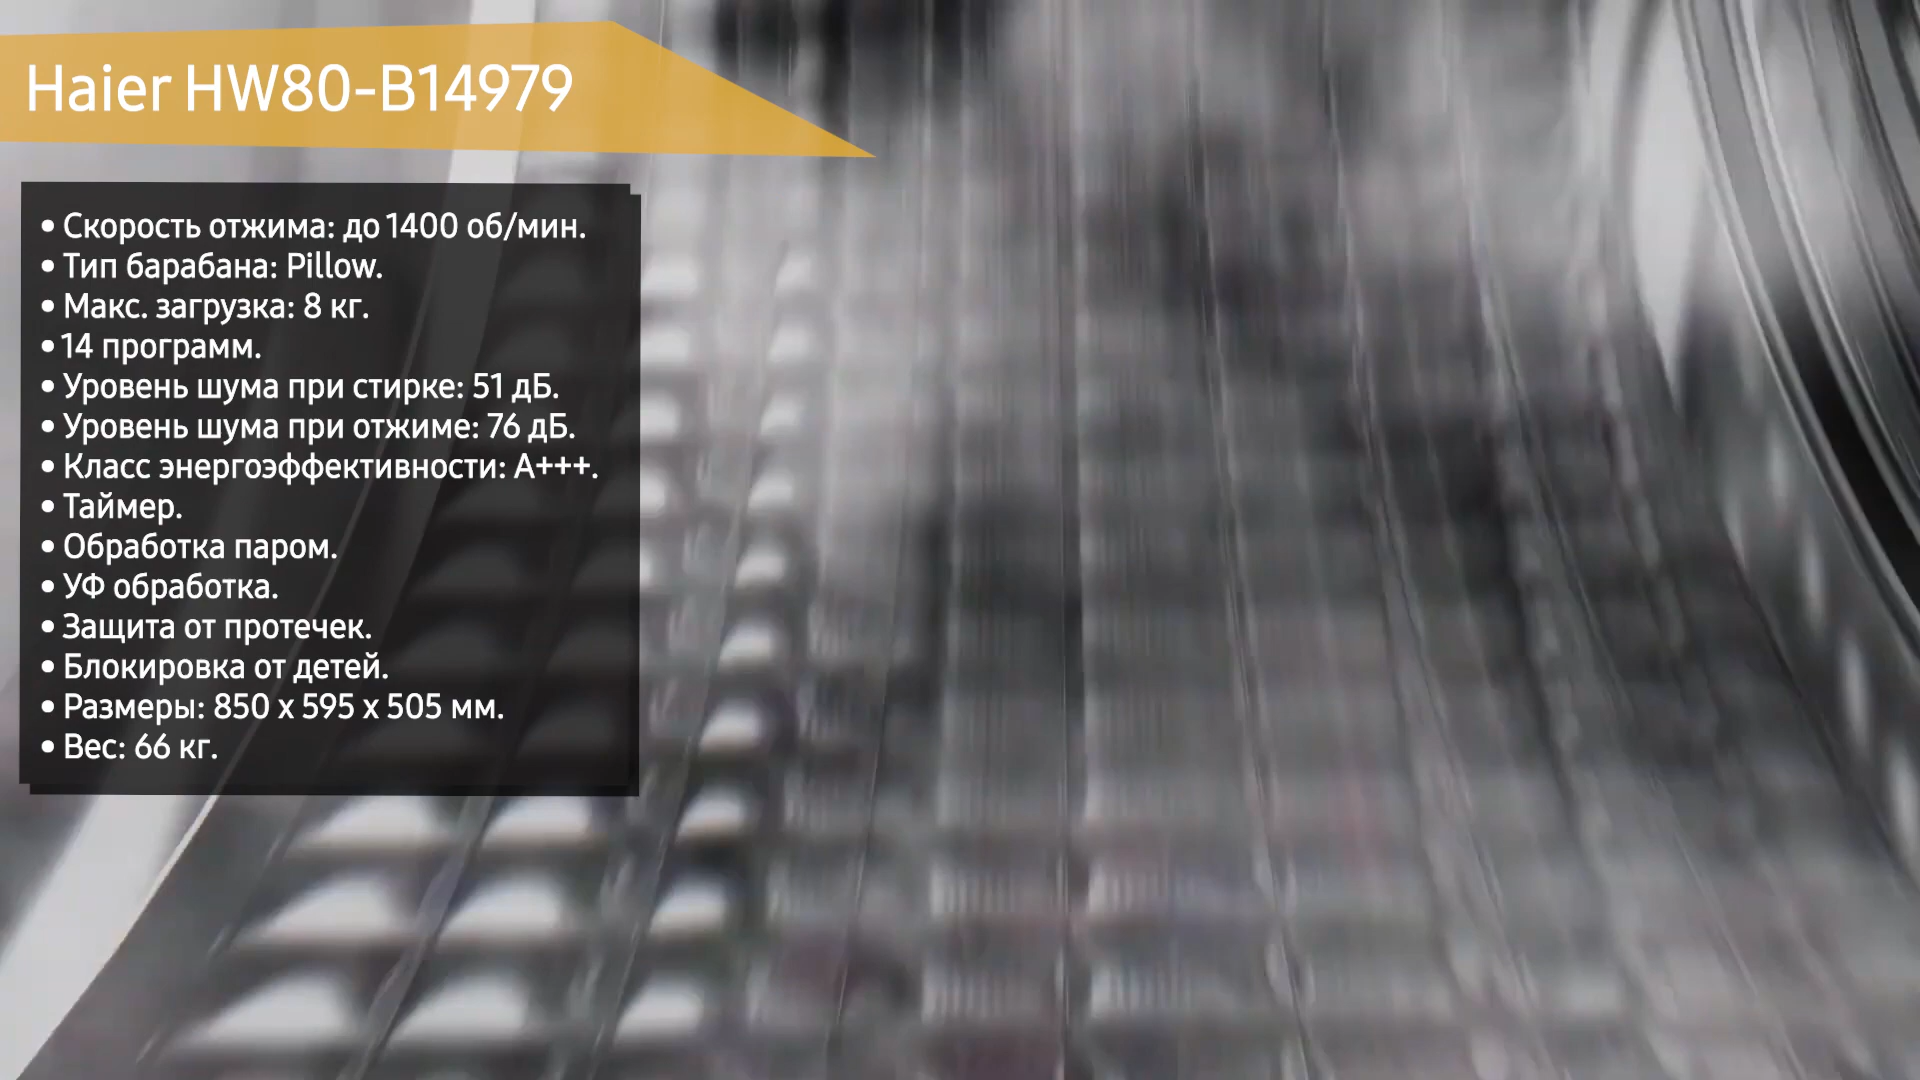 Haier HW80-B14979
• Скорость отжима: до 1400 об/мин.
• Тип барабана: Pillow.
• Макс. загрузка: 8 кг.
• 14 программ.
• Уровень шума при стирке: 51 дБ.
• Уровень шума при отжиме: 76 дБ.
• Класс энергоэффективности: A+++.
• Таймер.
• Обработка паром.
• УФ обработка.
• Защита от протечек.
• Блокировка от детей.
• Размеры: 850 x 595 x 505 мм.
• Вес: 66 кг.